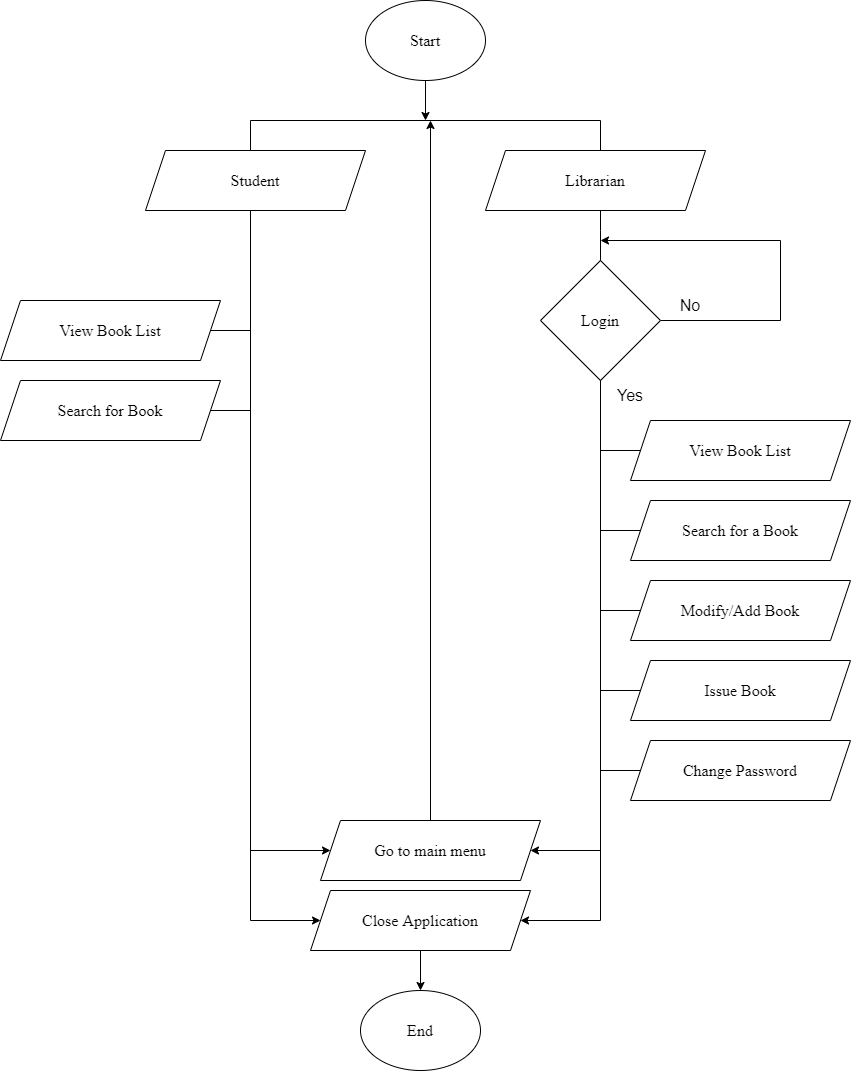 Start
Student
Librarian
Login
No
Yes
View Book List
Search for Book
View Book List
Search for a Book
Modify/Add Book
Issue Book
Change Password
Go to main menu
Close Application
End